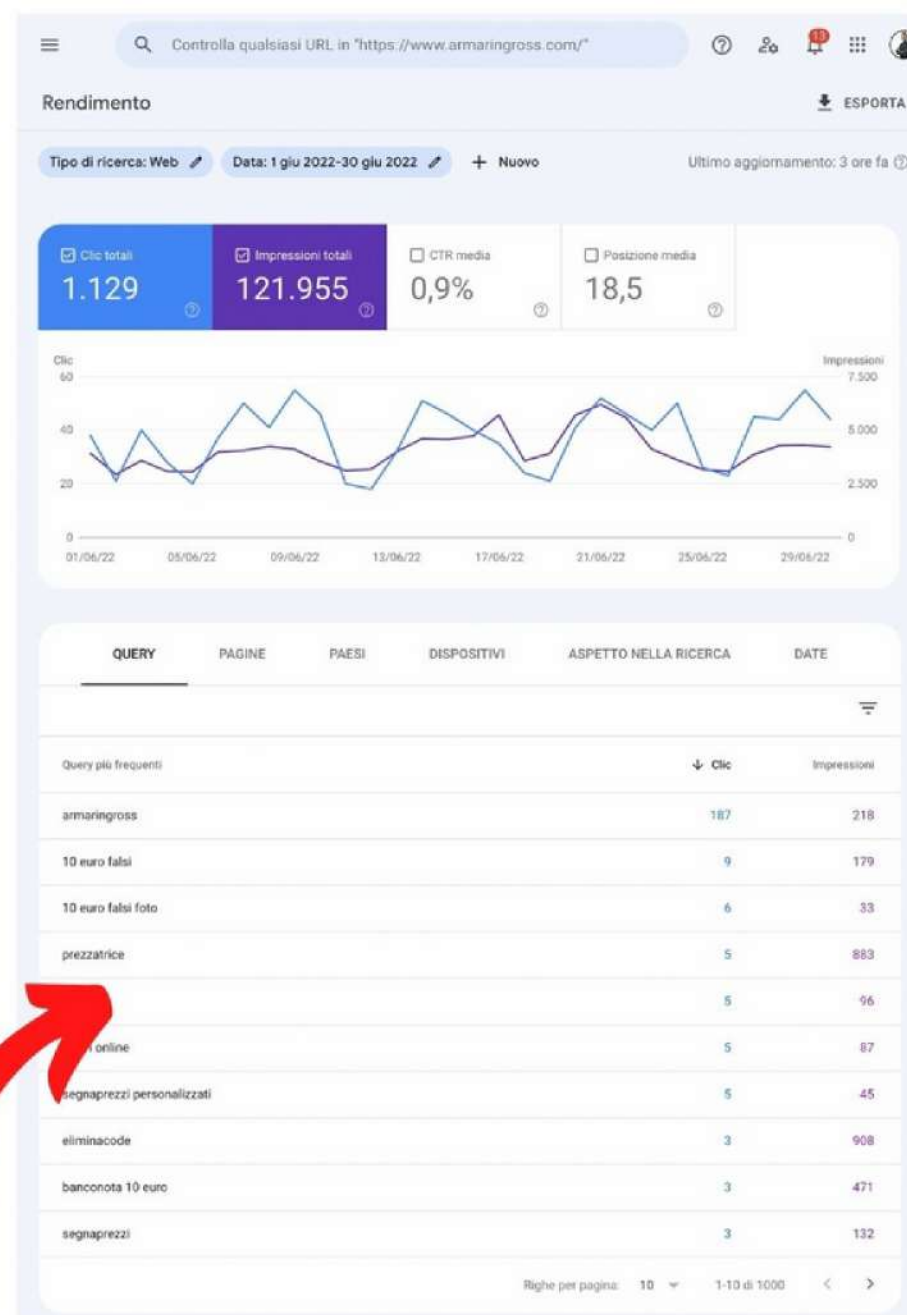 Controlla qualsiasi URL in "https://www.armaringross.com/"
13
Rendimento
ESPORTA
Tipo di ricerca: Web
Data: 1 giu 2022-30 giu 2022
+ Nuovo
Ultimo aggiornamento: 3 ore fa
Clic totali
Impressioni totali
CTR media
Posizione media
1.129
121.955
0,9%
18,5
Clic
Impressioni
60
7.500
40
5.000
20
2.500
0
0
01/06/22 05/06/22 09/06/22 13/06/22 17/06/22 21/06/22 25/06/22 29/06/22
QUERY PAGINE PAESI DISPOSITIVI ASPETTO NELLA RICERCA DATE
Query più frequenti Clic Impressioni
armaringross 187 218
10 euro falsi 9 179
10 euro falsi foto 6 33
prezzatrice 5 883
5 96
online 5 87
segnaprezzi personalizzati 5 45
eliminacode 3 908
banconota 10 euro 3 471
segnaprezzi 3 132
Righe per pagina: 10 1-10 di 1000